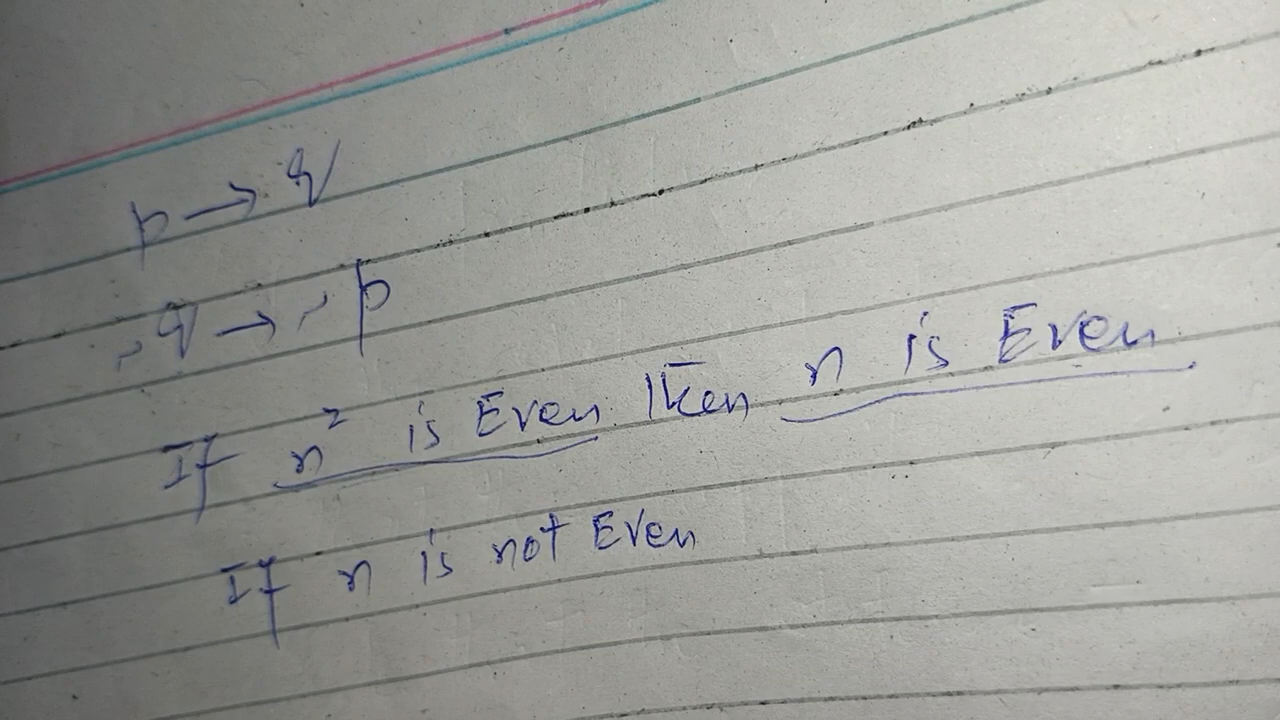 p → q
~q → ~p
If n² is Even then n is Even
If n is not Even